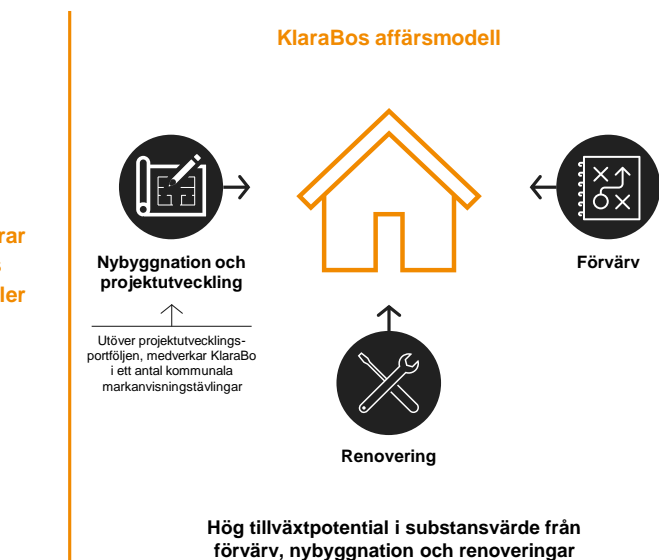 KlaraBos affärsmodell
Nybyggnation och
projektutveckling
Förvärv
Utöver projektutvecklings-
portföljen, medverkar KlaraBo
i ett antal kommunala
markanvisningstävlingar
Renovering
Hög tillväxtpotential i substansvärde från
förvärv, nybyggnation och renoveringar